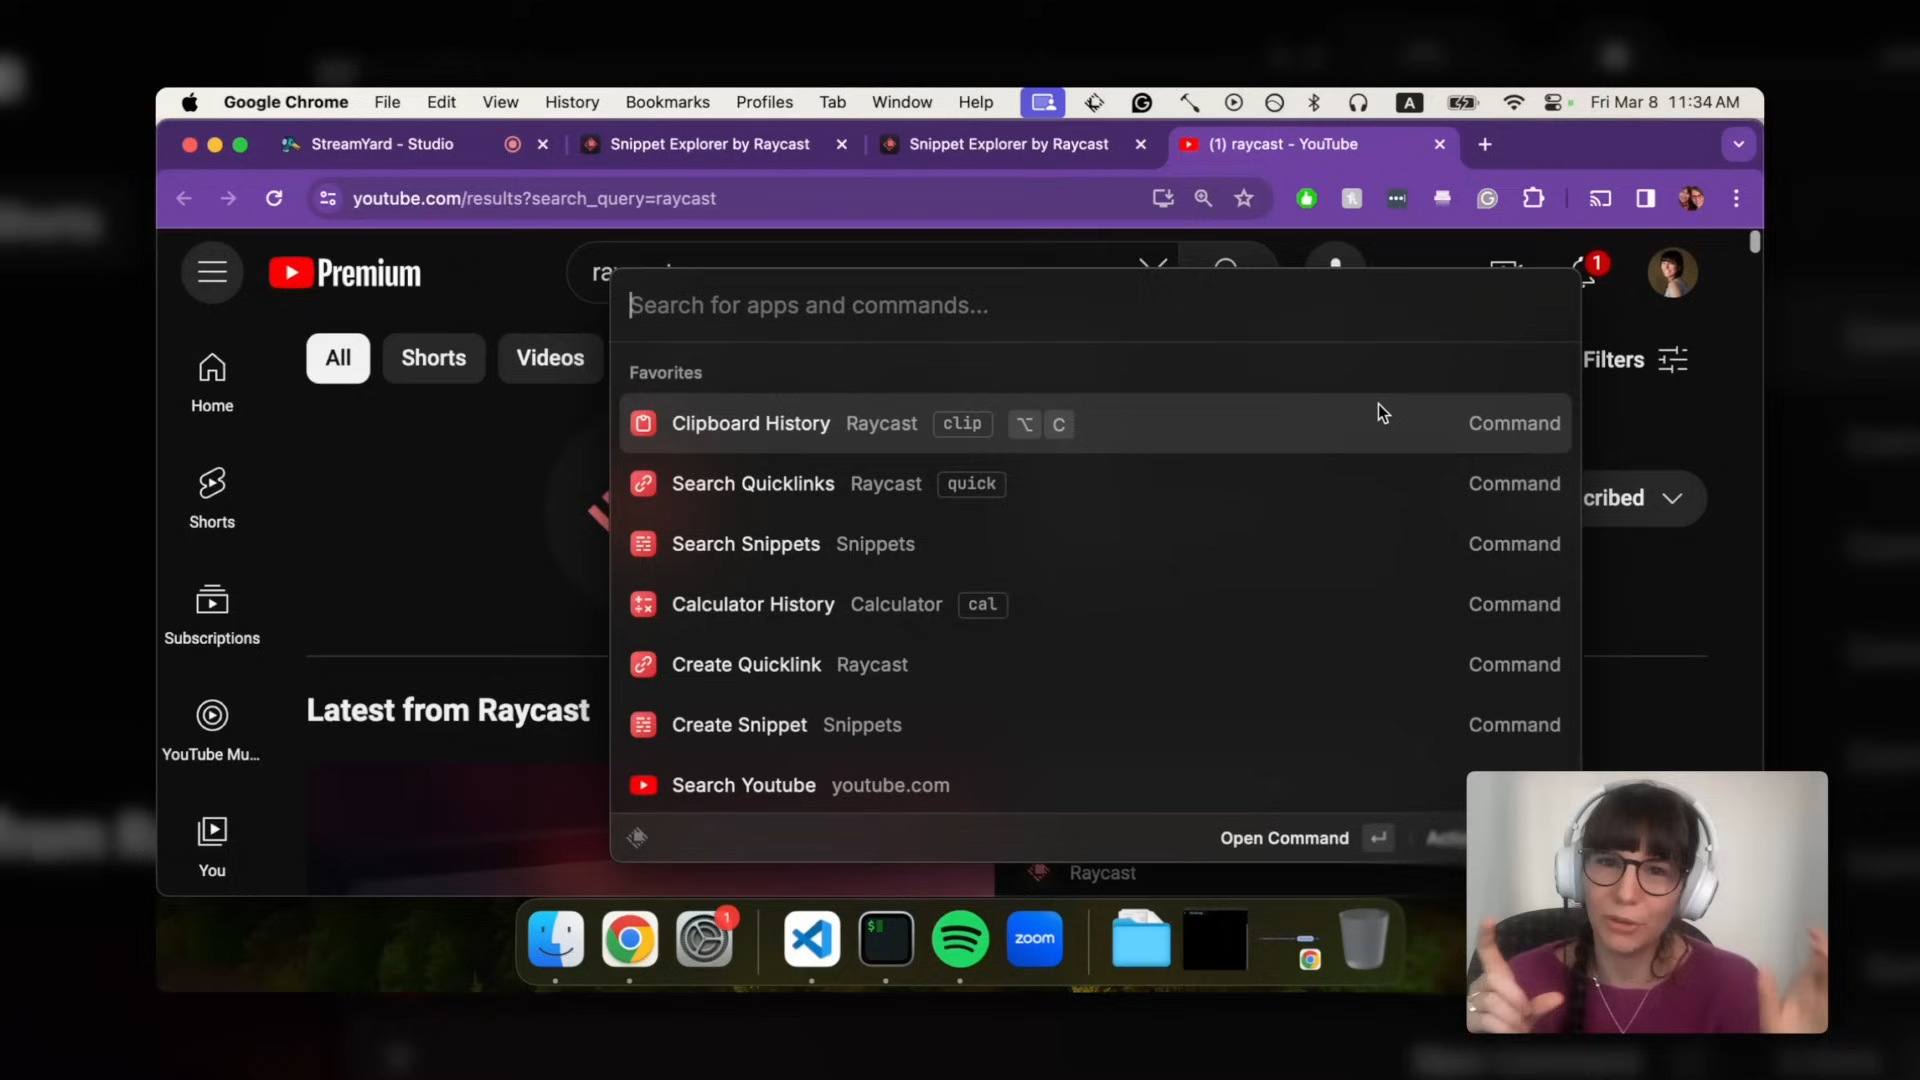 Google Chrome File Edit View History Bookmarks Profiles Tab Window Help A Fri Mar 8 11:34 AM
StreamYard - Studio Snippet Explorer by Raycast Snippet Explorer by Raycast (1) raycast - YouTube
youtube.com/results?search_query=raycast
Premium 1
Search for apps and commands...
All Shorts Videos Filters
Favorites
Home
Clipboard History Raycast clip ⌥ C Command
Search Quicklinks Raycast quick Command
cribed
Shorts
Search Snippets Snippets Command
Calculator History Calculator cal Command
Subscriptions
Create Quicklink Raycast Command
Latest from Raycast
Create Snippet Snippets Command
YouTube Mu...
Search Youtube youtube.com
Open Command
You
Raycast
1
zoom